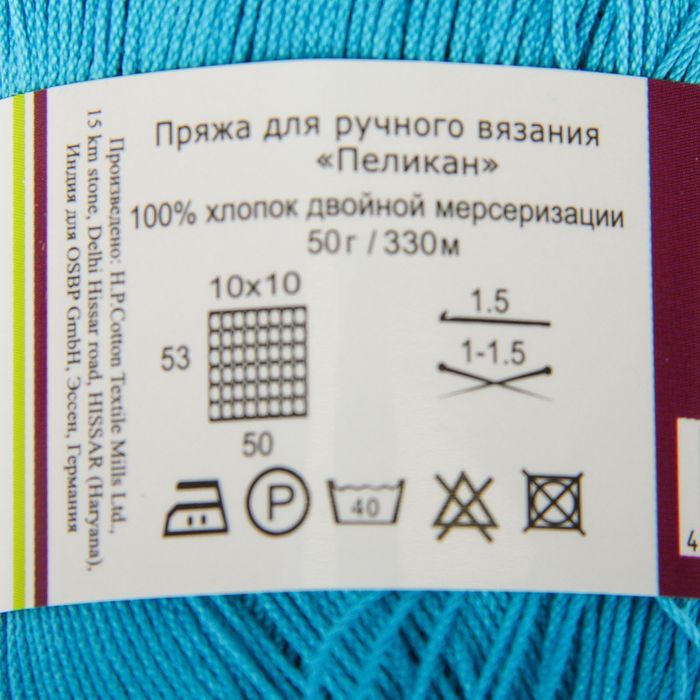 Пряжа для ручного вязания
«Пеликан»
100% хлопок двойной мерсеризации
50г / 330м
10x10
53
50
1.5
1-1.5
P
40
Произведено: H.P.Cotton Textile Mills Ltd.,
15 km stone, Delhi Hissar road, HISSAR (Haryana),
Индия для OSBP GmbH, Эссен, Германия
4